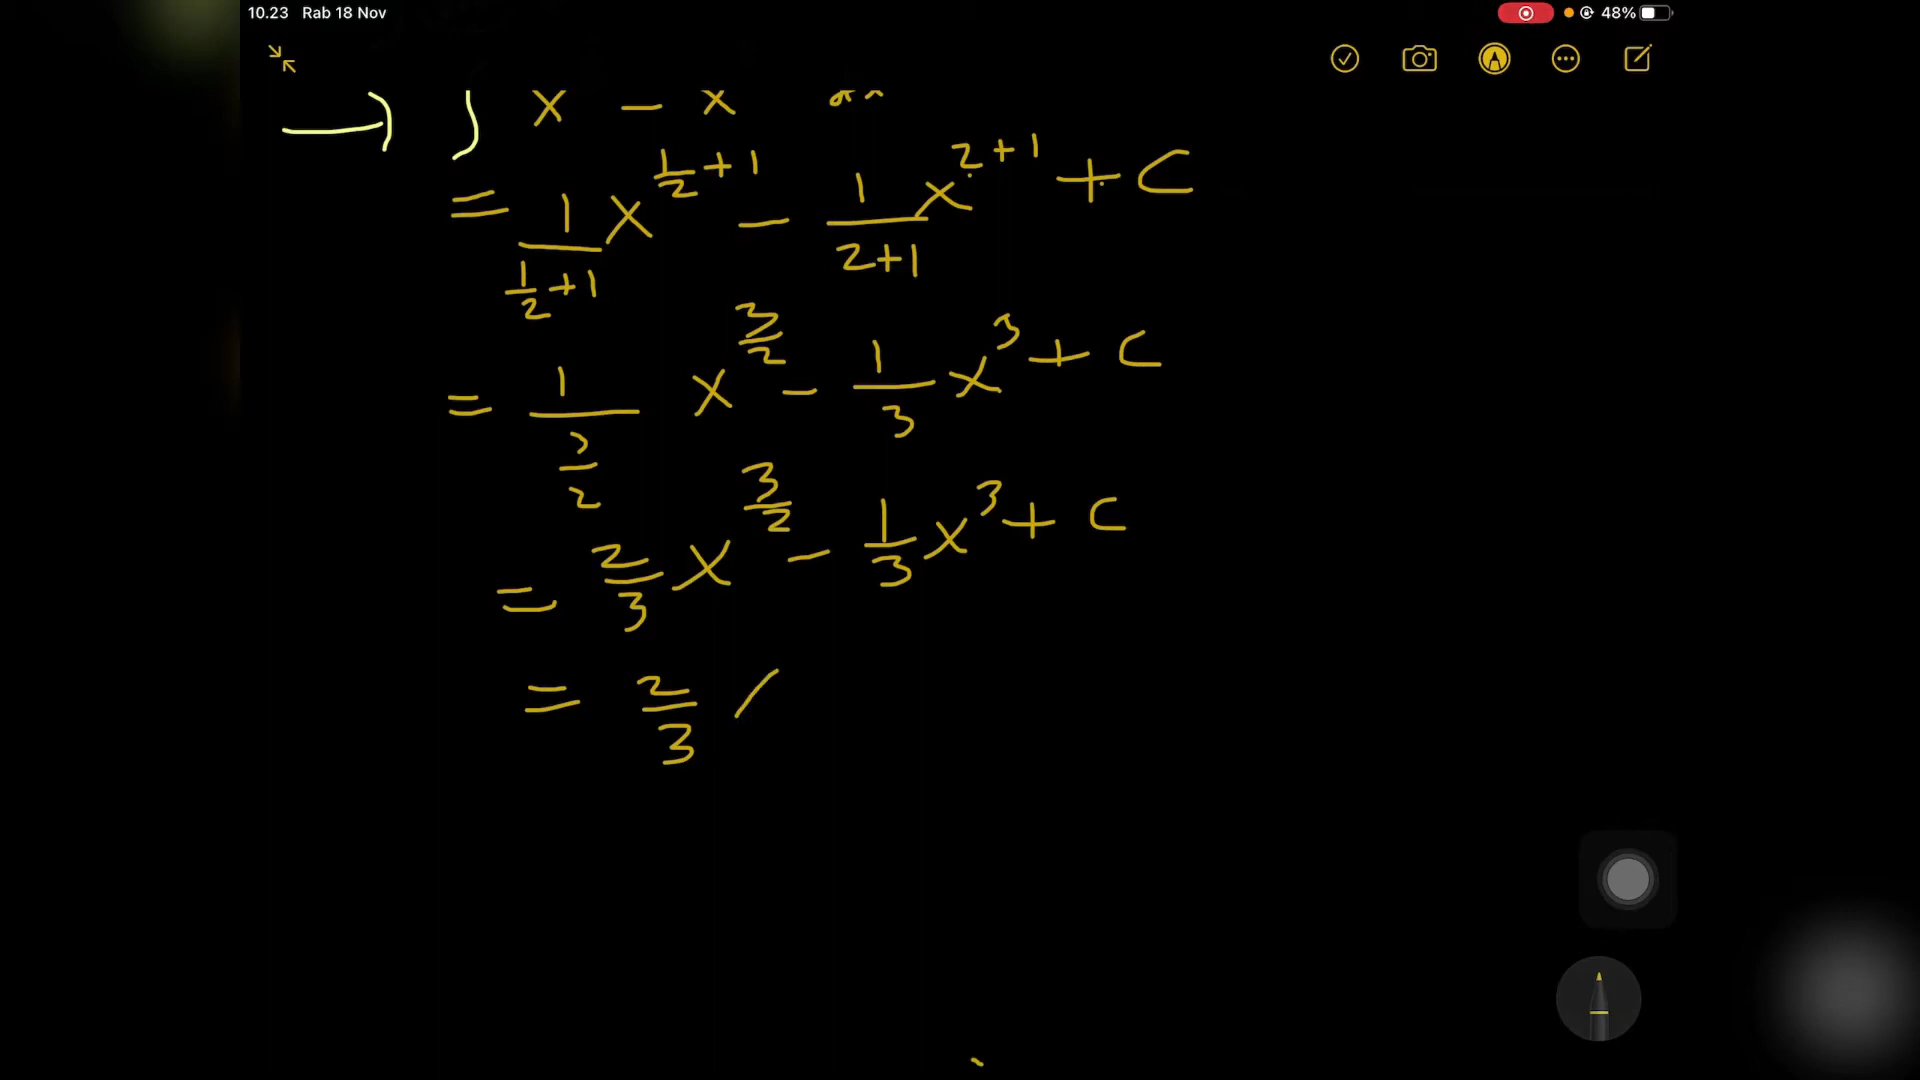 10.23 Rab 18 Nov 48%
→ ∫ x - x dx
= 1/(1/2+1) x^(1/2+1) - 1/(2+1) x^(2+1) + C
= 1/(3/2) x^(3/2) - 1/3 x^3 + C
= 2/3 x^(3/2) - 1/3 x^3 + C
= 2/3